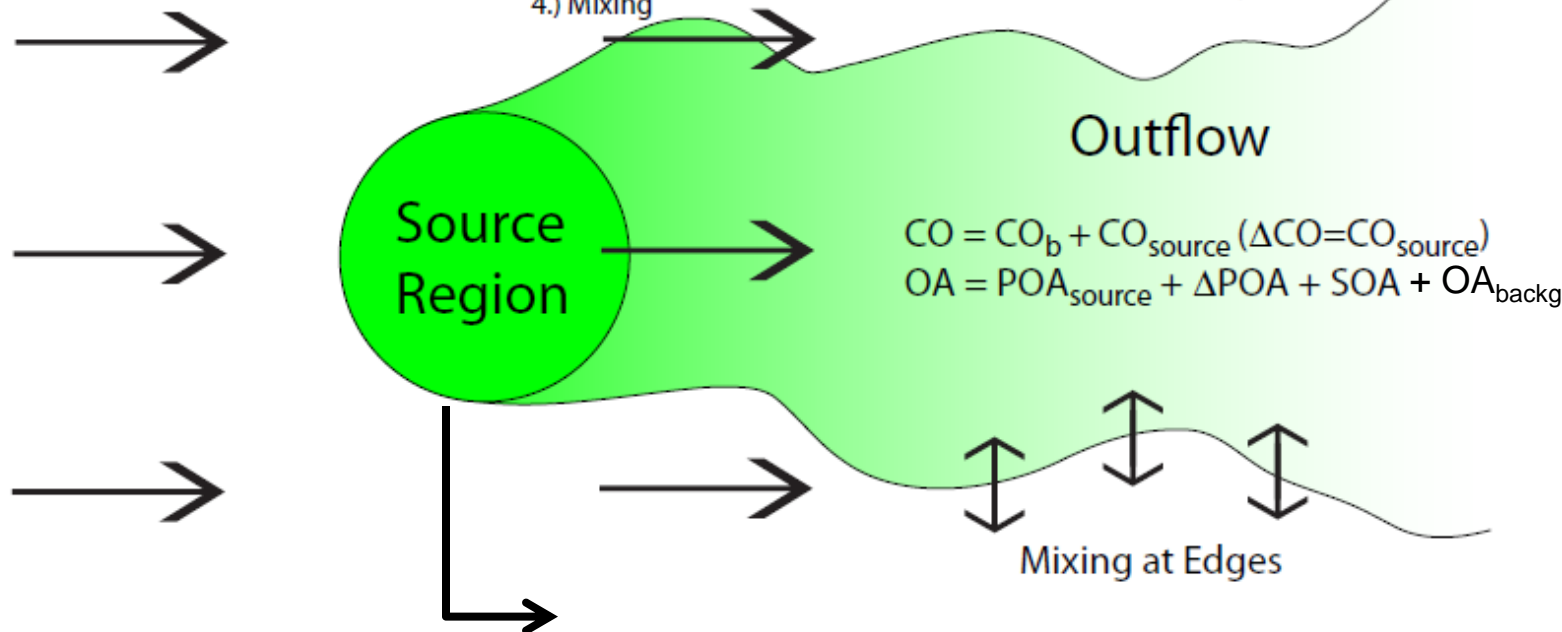 4.) Mixing
Outflow
Source
Region
CO = CO_b + CO_source (ΔCO=CO_source)
OA = POA_source + ΔPOA + SOA + OA_backg
Mixing at Edges